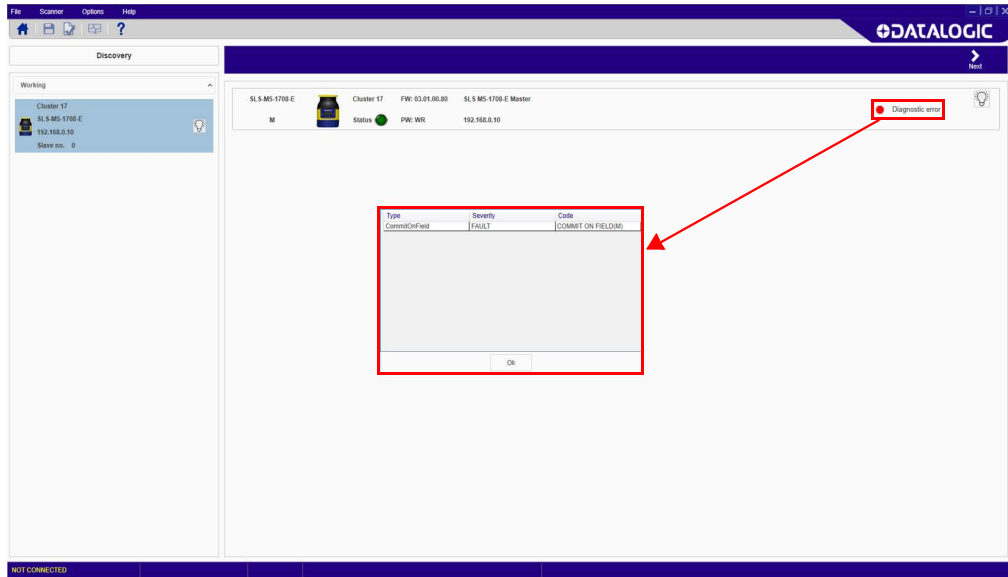 File Scanner Options Help
?
DATALOGIC
Discovery
Next
Working
Cluster 17
SLS-M5-1708-E
192.168.0.10
Slave no. 0
SLS-M5-1708-E Cluster 17 FW: 03.01.00.80 SLS M5-1708-E Master
M Status PW: WR 192.168.0.10
Diagnostic error
Type Severity Code
CommitOnField FAULT COMMIT ON FIELD(M)
Ok
NOT CONNECTED